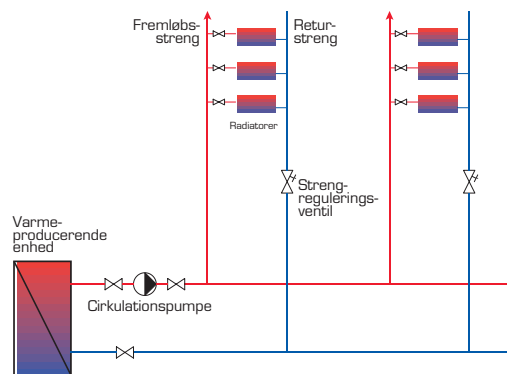 Fremløbs-
streng
Retur-
streng
Radiatorer
Streng-
regulerings-
ventil
Varme-
producerende
enhed
Cirkulationspumpe